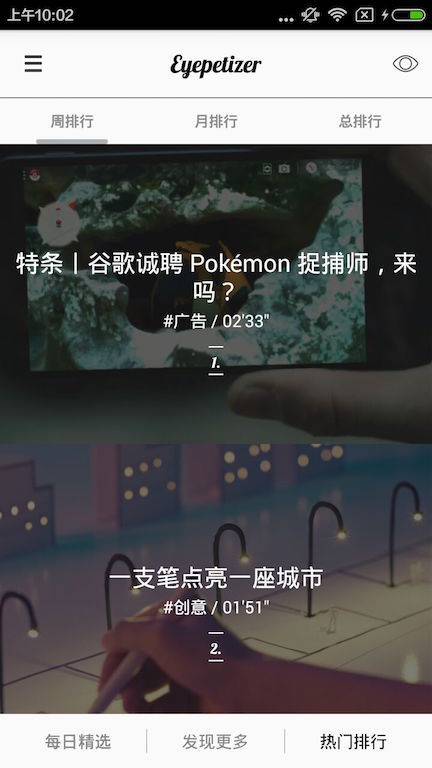 上午10:02
Eyepetizer
周排行
月排行
总排行
特条丨谷歌诚聘 Pokémon 捉捕师，来
吗？
#广告 / 02'33"
1.
一支笔点亮一座城市
#创意 / 01'51"
2.
每日精选
发现更多
热门排行